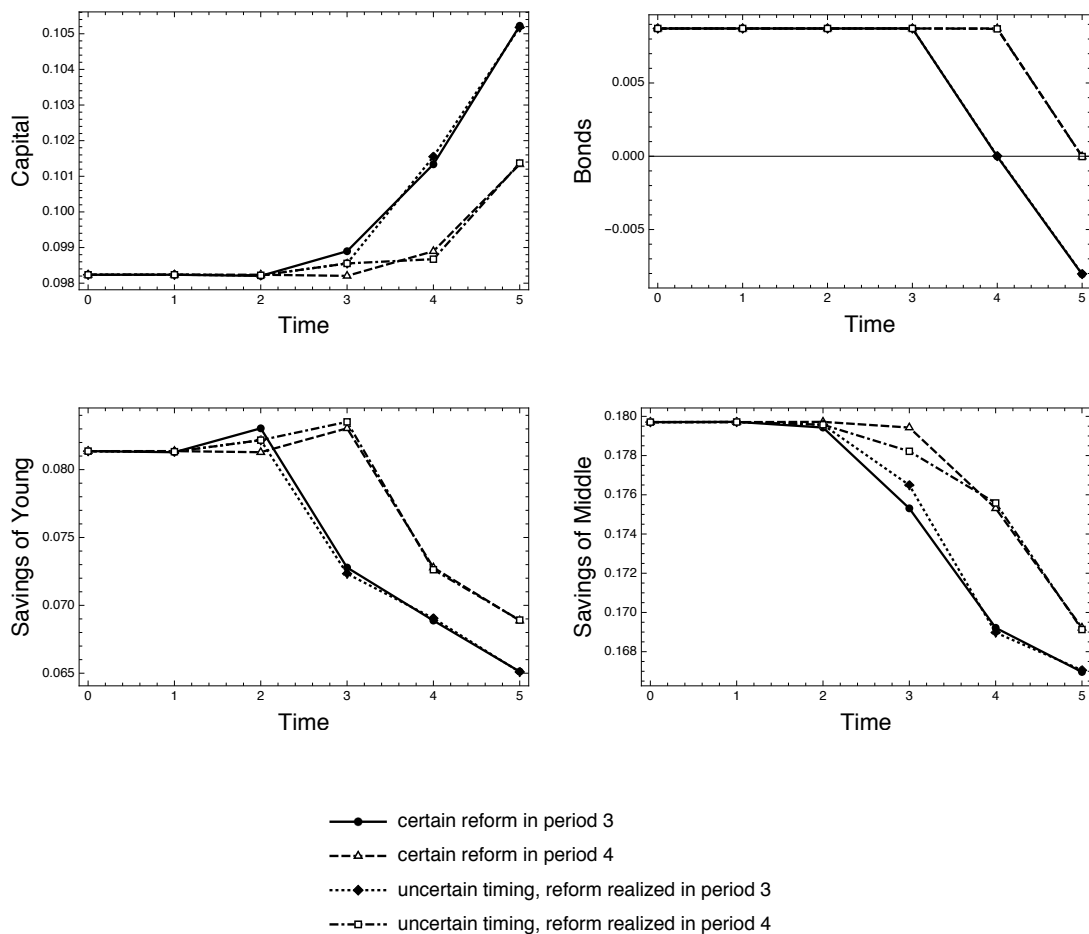 0.105
0.104
0.103
0.102
0.101
0.100
0.099
0.098
0 1 2 3 4 5
Capital
Time
0.005
0.000
−0.005
0 1 2 3 4 5
Bonds
Time
0.080
0.075
0.070
0.065
0 1 2 3 4 5
Savings of Young
Time
0.180
0.178
0.176
0.174
0.172
0.170
0.168
0 1 2 3 4 5
Savings of Middle
Time
certain reform in period 3
certain reform in period 4
uncertain timing, reform realized in period 3
uncertain timing, reform realized in period 4